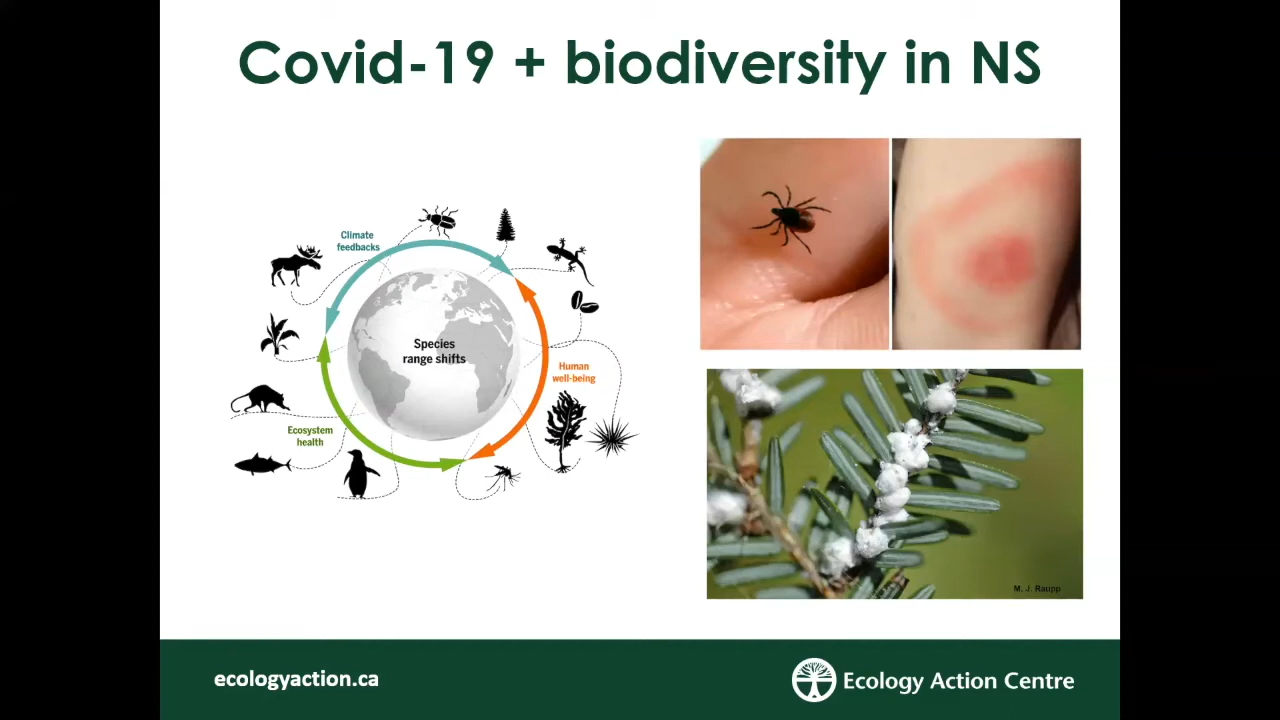 Covid-19 + biodiversity in NS
Climate
feedbacks
Species
range shifts
Human
well-being
Ecosystem
health
M. J. Raupp
ecologyaction.ca
Ecology Action Centre